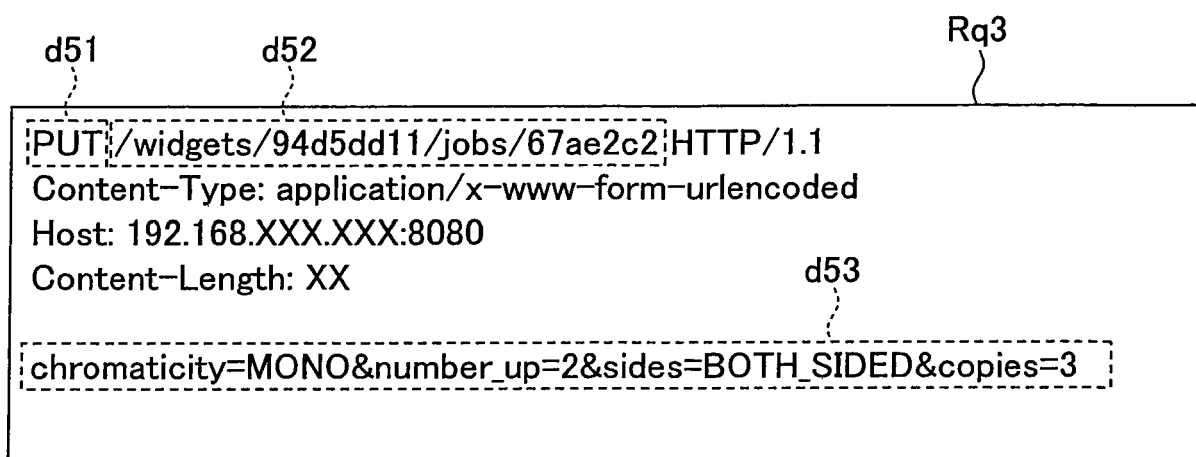 Rq3
d51 d52
PUT /widgets/94d5dd11/jobs/67ae2c2 HTTP/1.1
Content-Type: application/x-www-form-urlencoded
Host: 192.168.XXX.XXX:8080
Content-Length: XX
d53
chromaticity=MONO&number_up=2&sides=BOTH_SIDED&copies=3